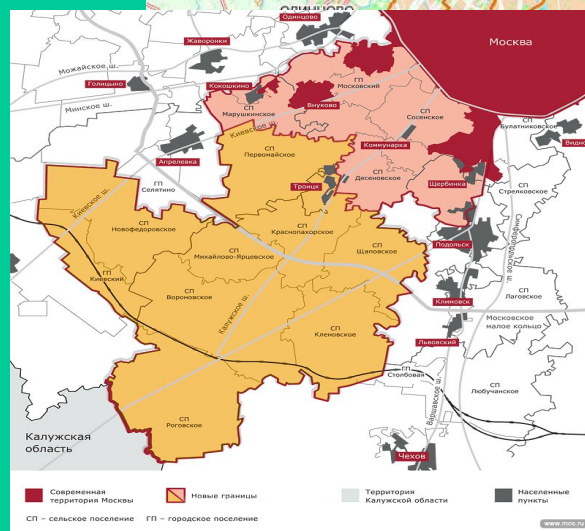 ОДИНЦОВО
Одинцово
Жаворонки
Москва
Можайское ш.
Голицыно
Кокошкино
ГП
Московский
Минское ш.
СП
Марушкинское
Внуково
СП
Сосенское
СП
Булатниковское
Киевское ш.
Коммунарка
Видное
Апрелевка
СП
Первомайское
ГП
Селятино
Троицк
СП
Десеновское
Щербинка
СП
Стрелковское
Киевское ш.
СП
Новофедоровское
СП
Краснопахорское
Симферопольское ш.
СП
Михайлово-Ярцевское
СП
Щаповское
Подольск
ГП
Киевский
СП
Вороновское
Климовск
СП
Лаговское
Калужское ш.
СП
Кленовское
Московское
малое кольцо
Львовский
ГП
Столбовая
СП
Любучанское
Варшавское ш.
СП
Роговское
Калужская
область
Чехов
Современная
территория Москвы
Новые границы
Территория
Калужской области
Населенные
пункты
СП – сельское поселение ГП – городское поселение
www.mos.ru